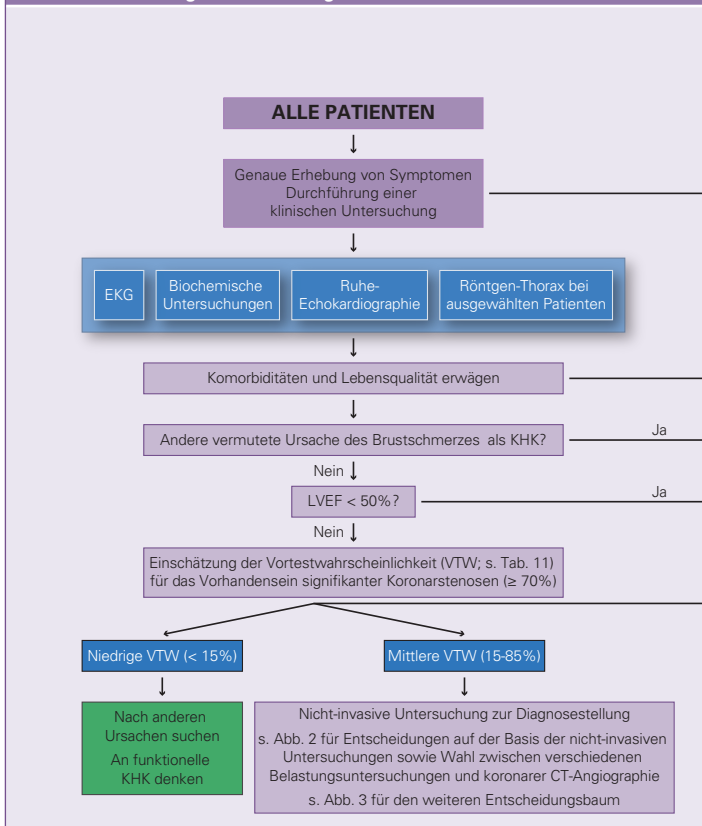 ALLE PATIENTEN
Genaue Erhebung von Symptomen
Durchführung einer
klinischen Untersuchung
EKG
Biochemische
Untersuchungen
Ruhe-
Echokardiographie
Röntgen-Thorax bei
ausgewählten Patienten
Komorbiditäten und Lebensqualität erwägen
Andere vermutete Ursache des Brustschmerzes als KHK?
Ja
Nein
LVEF < 50%?
Ja
Nein
Einschätzung der Vortestwahrscheinlichkeit (VTW; s. Tab. 11)
für das Vorhandensein signifikanter Koronarstenosen (≥ 70%)
Niedrige VTW (< 15%)
Mittlere VTW (15-85%)
Nach anderen
Ursachen suchen
An funktionelle
KHK denken
Nicht-invasive Untersuchung zur Diagnosestellung
s. Abb. 2 für Entscheidungen auf der Basis der nicht-invasiven
Untersuchungen sowie Wahl zwischen verschiedenen
Belastungsuntersuchungen und koronarer CT-Angiographie
s. Abb. 3 für den weiteren Entscheidungsbaum